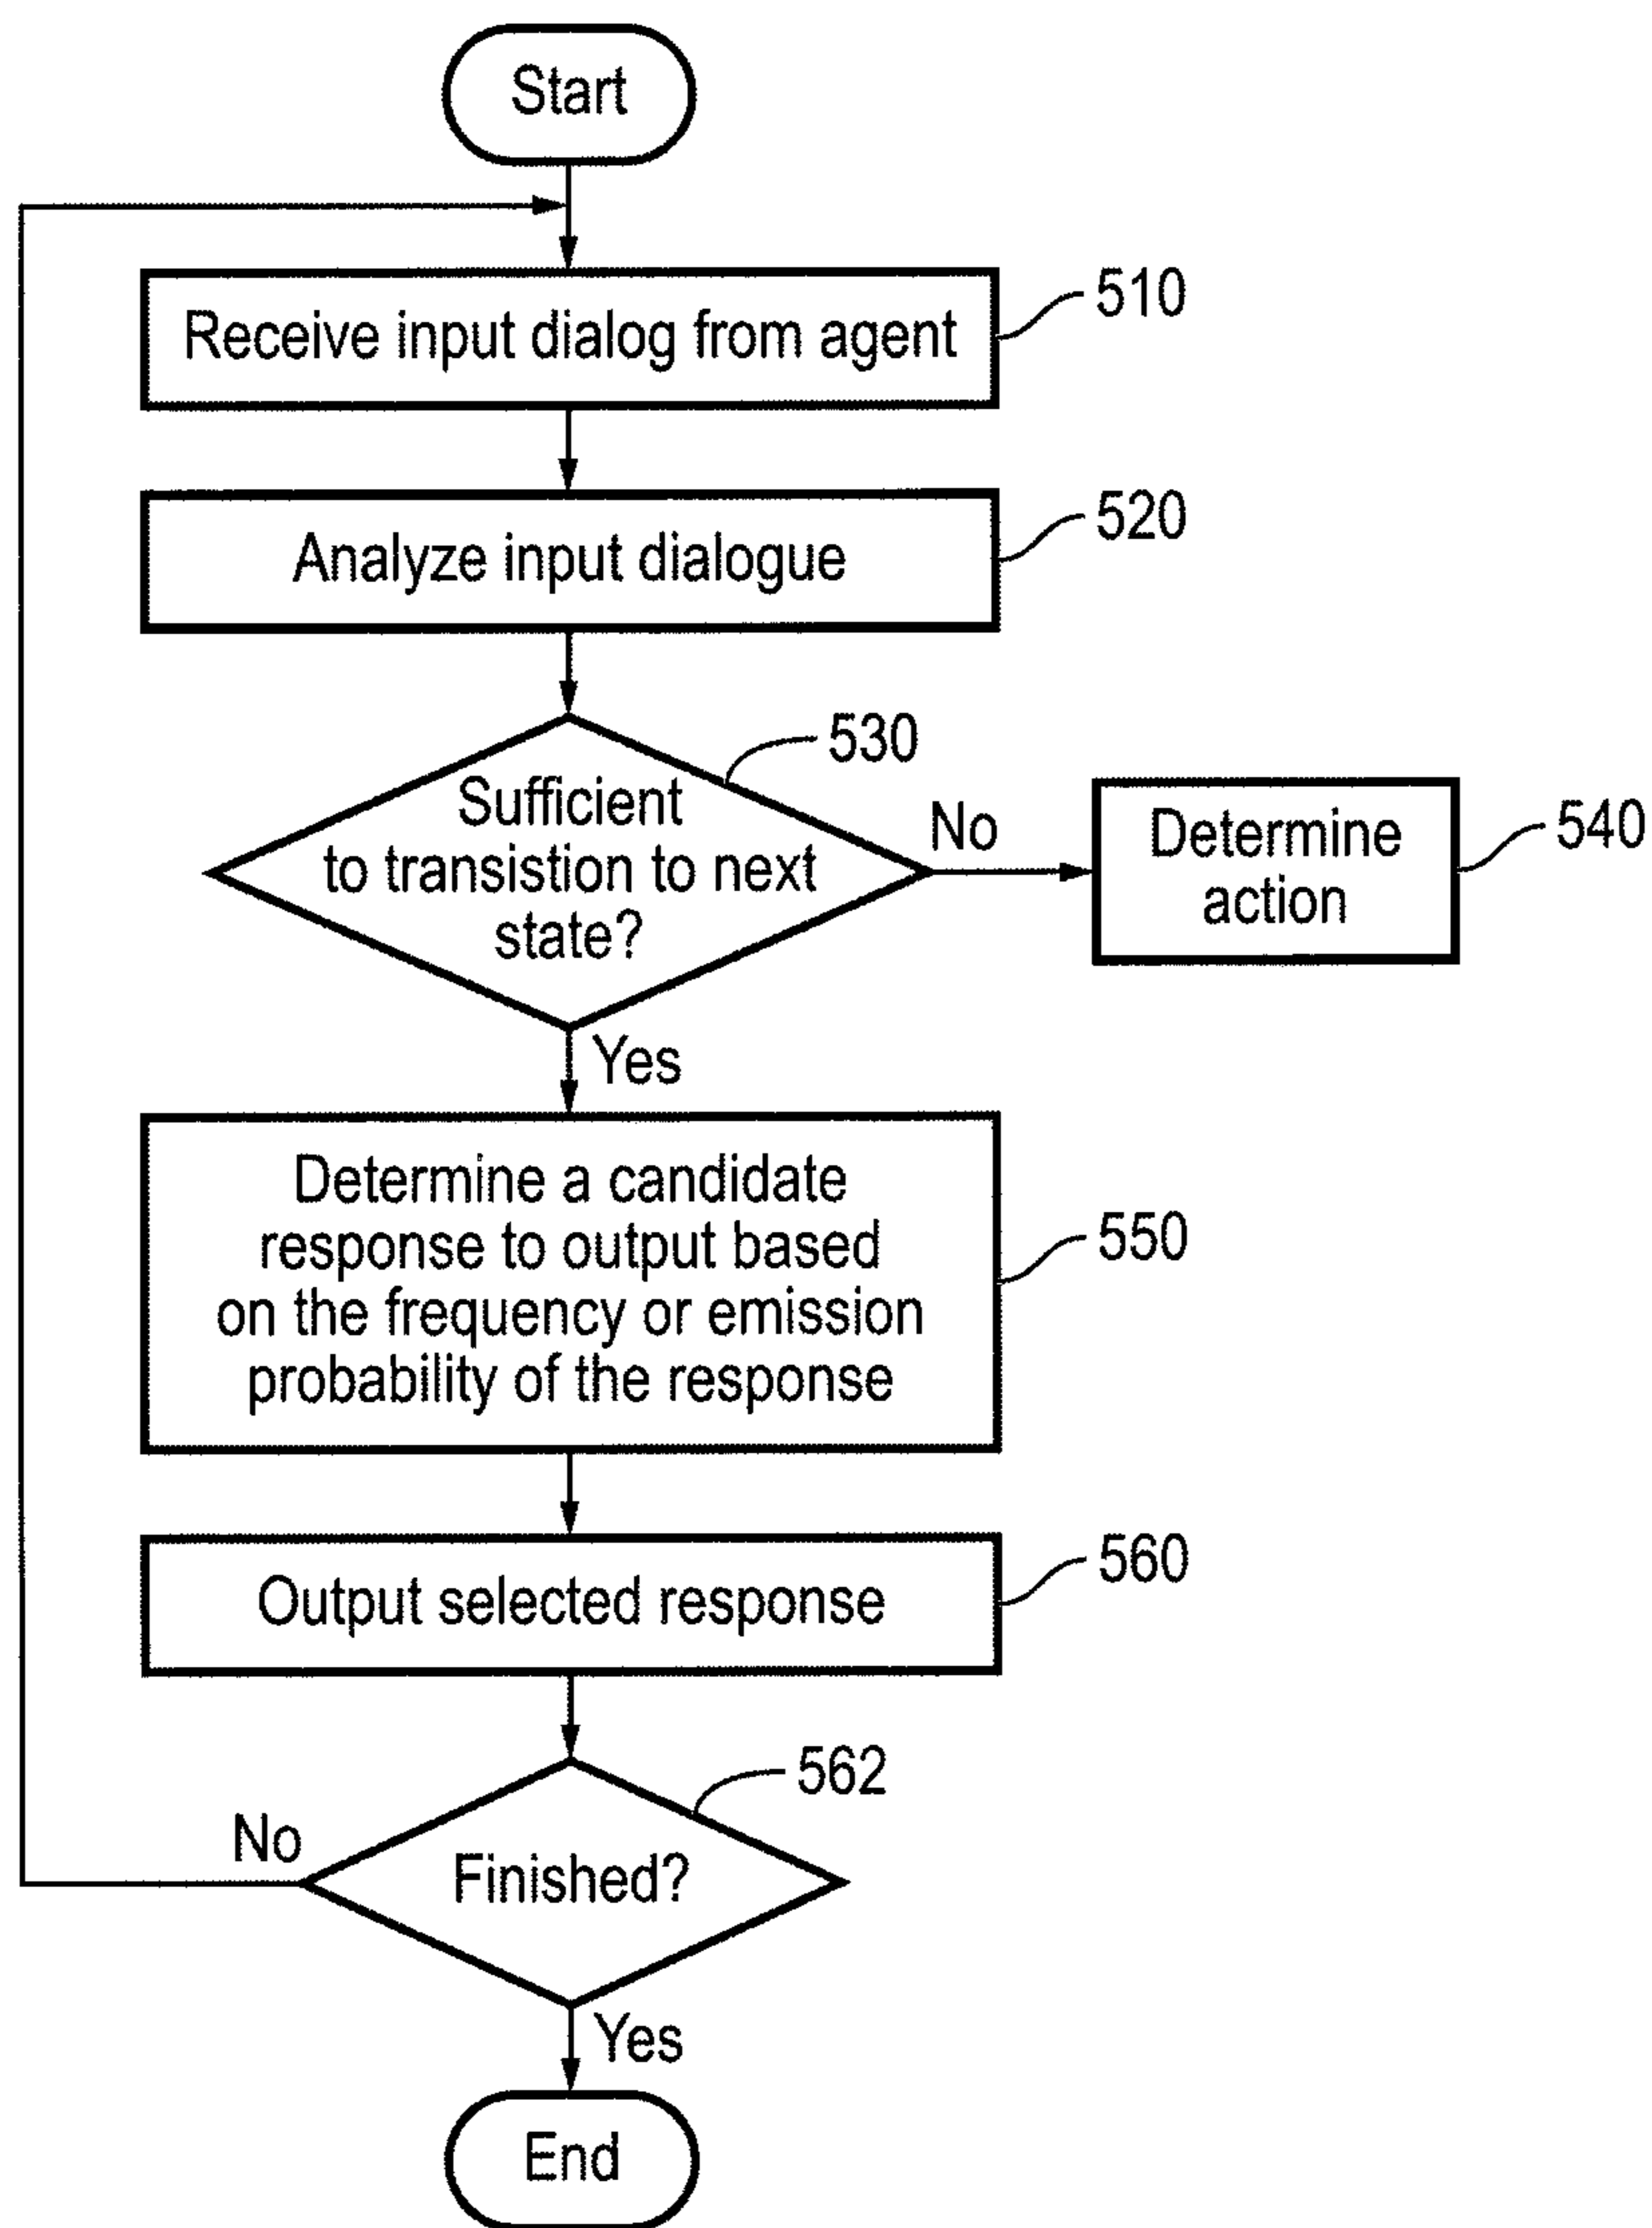 Start
Receive input dialog from agent
510
Analyze input dialogue
520
530
Sufficient
to transistion to next
state?
No
Determine
action
540
Yes
Determine a candidate
response to output based
on the frequency or emission
probability of the response
550
Output selected response
560
562
Finished?
No
Yes
End